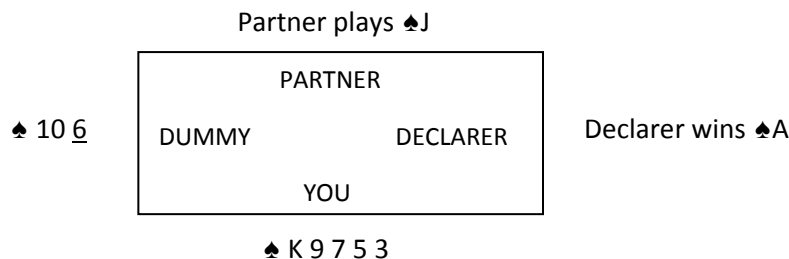 Partner plays ♠J
PARTNER
♠ 10 6 DUMMY DECLARER Declarer wins ♠A
YOU
♠ K 9 7 5 3